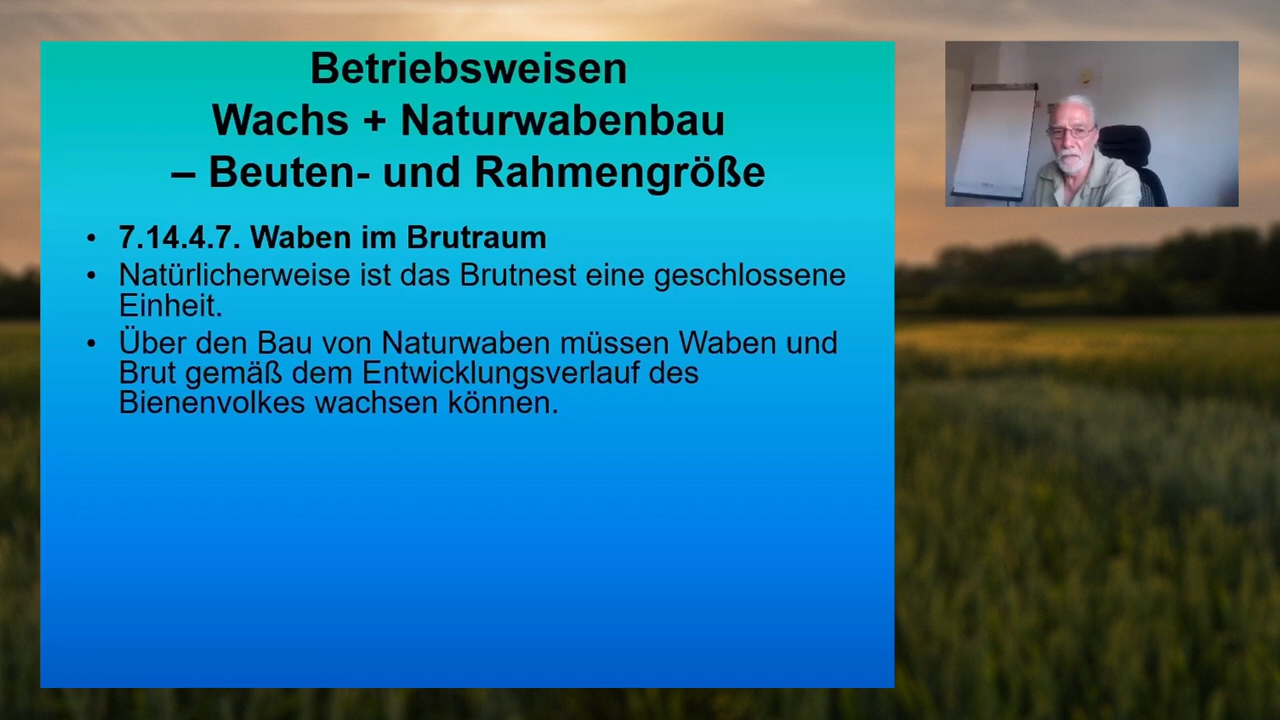 Betriebsweisen
Wachs + Naturwabenbau
– Beuten- und Rahmengröße
• 7.14.4.7. Waben im Brutraum
• Natürlicherweise ist das Brutnest eine geschlossene
Einheit.
• Über den Bau von Naturwaben müssen Waben und
Brut gemäß dem Entwicklungsverlauf des
Bienenvolkes wachsen können.